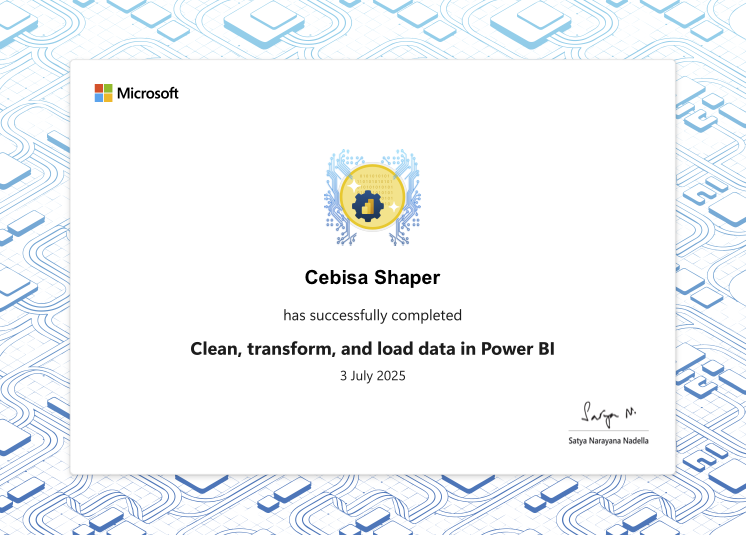 Microsoft
Cebisa Shaper
has successfully completed
Clean, transform, and load data in Power BI
3 July 2025
Satya N.
Satya Narayana Nadella